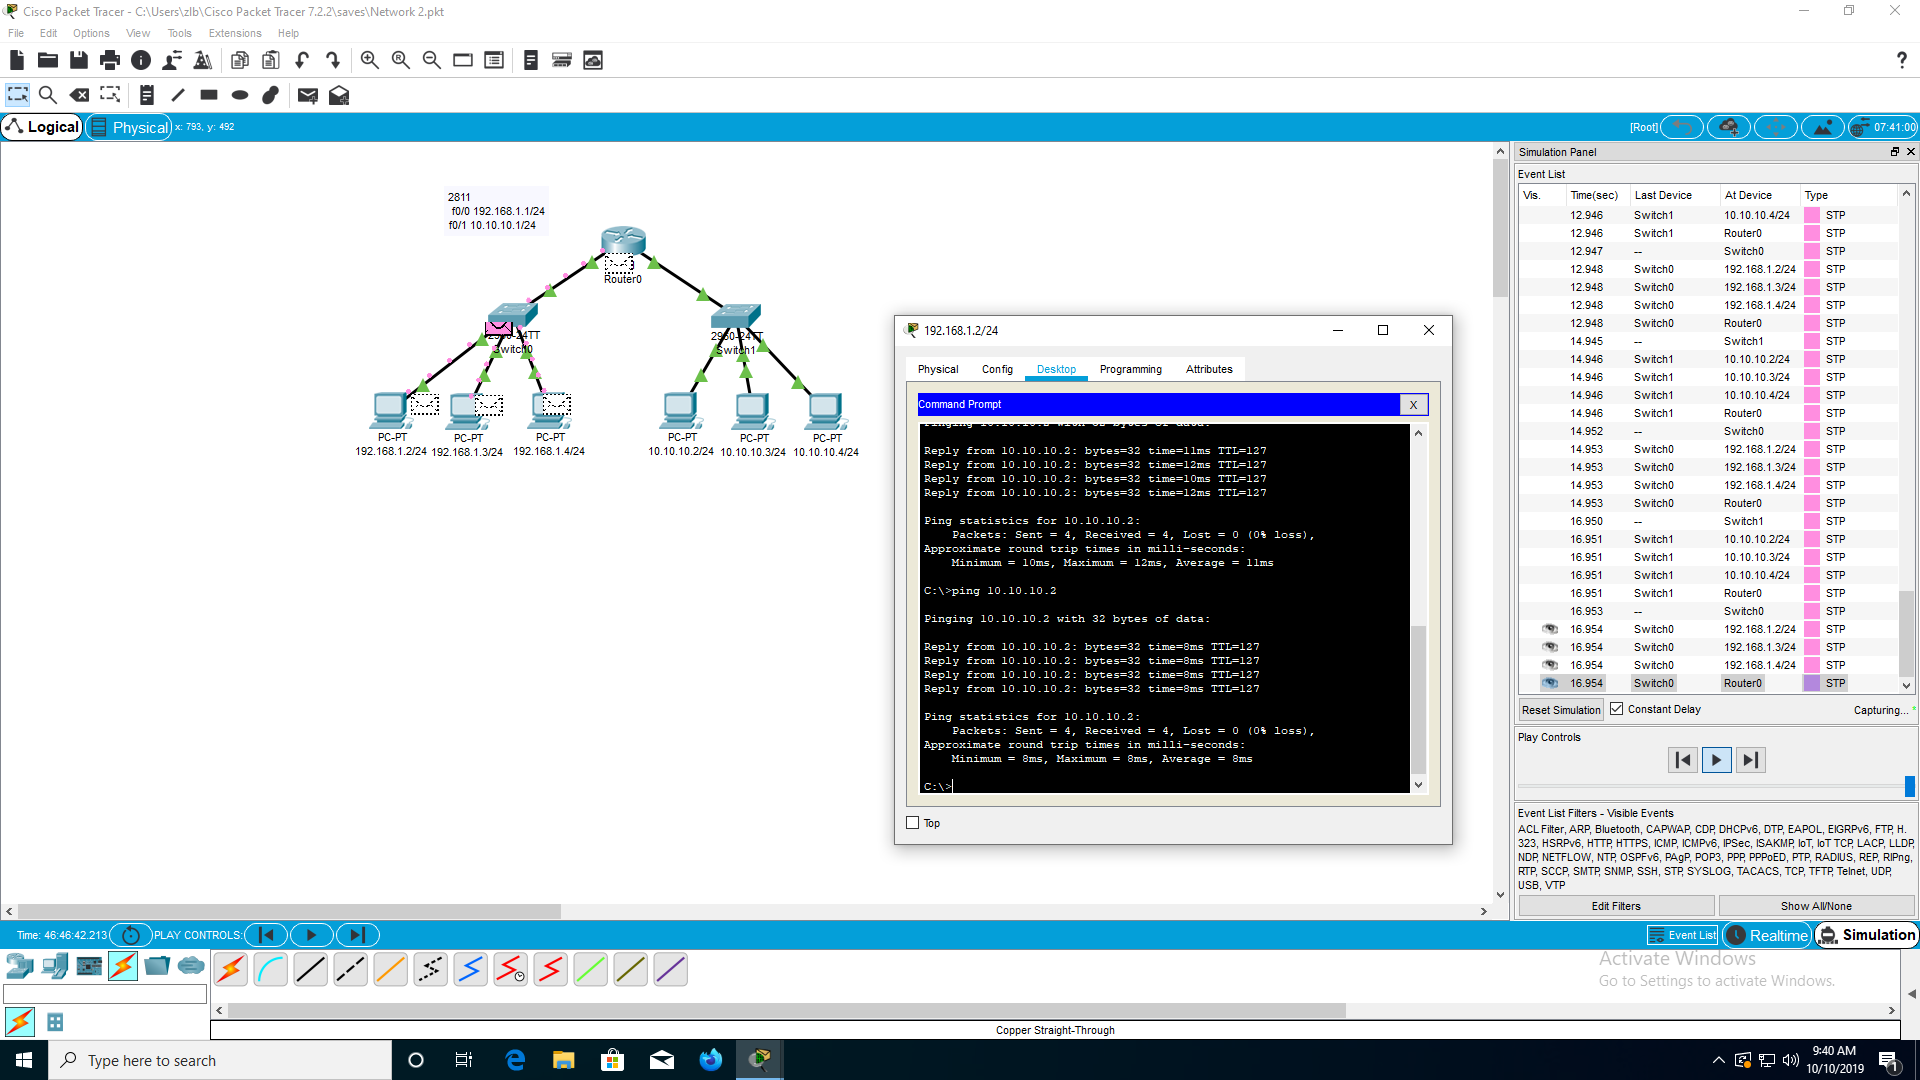 Cisco Packet Tracer - C:\Users\zlb\Cisco Packet Tracer 7.2.2\saves\Network 2.pkt
File Edit Options View Tools Extensions Help
Logical Physical x: 793, y: 492
[Root] 07:41:00
2811
f0/0 192.168.1.1/24
f0/1 10.10.10.1/24
Router0
Switch0
Switch1
PC-PT
192.168.1.2/24
PC-PT
192.168.1.3/24
PC-PT
192.168.1.4/24
PC-PT
10.10.10.2/24
PC-PT
10.10.10.3/24
PC-PT
10.10.10.4/24
192.168.1.2/24
Physical Config Desktop Programming Attributes
Command Prompt X
Pinging 10.10.10.2 with 32 bytes of data:
Reply from 10.10.10.2: bytes=32 time=11ms TTL=127
Reply from 10.10.10.2: bytes=32 time=12ms TTL=127
Reply from 10.10.10.2: bytes=32 time=10ms TTL=127
Reply from 10.10.10.2: bytes=32 time=12ms TTL=127
Ping statistics for 10.10.10.2:
Packets: Sent = 4, Received = 4, Lost = 0 (0% loss),
Approximate round trip times in milli-seconds:
Minimum = 10ms, Maximum = 12ms, Average = 11ms
C:\>ping 10.10.10.2
Pinging 10.10.10.2 with 32 bytes of data:
Reply from 10.10.10.2: bytes=32 time=8ms TTL=127
Reply from 10.10.10.2: bytes=32 time=8ms TTL=127
Reply from 10.10.10.2: bytes=32 time=8ms TTL=127
Reply from 10.10.10.2: bytes=32 time=8ms TTL=127
Ping statistics for 10.10.10.2:
Packets: Sent = 4, Received = 4, Lost = 0 (0% loss),
Approximate round trip times in milli-seconds:
Minimum = 8ms, Maximum = 8ms, Average = 8ms
C:\>
Top
Simulation Panel
Event List
Vis. Time(sec) Last Device At Device Type
12.946 Switch1 10.10.10.4/24 STP
12.946 Switch1 Router0 STP
12.947 -- Switch0 STP
12.948 Switch0 192.168.1.2/24 STP
12.948 Switch0 192.168.1.3/24 STP
12.948 Switch0 192.168.1.4/24 STP
12.948 Switch0 Router0 STP
14.945 -- Switch1 STP
14.946 Switch1 10.10.10.2/24 STP
14.946 Switch1 10.10.10.3/24 STP
14.946 Switch1 10.10.10.4/24 STP
14.946 Switch1 Router0 STP
14.952 -- Switch0 STP
14.953 Switch0 192.168.1.2/24 STP
14.953 Switch0 192.168.1.3/24 STP
14.953 Switch0 192.168.1.4/24 STP
14.953 Switch0 Router0 STP
16.950 -- Switch1 STP
16.951 Switch1 10.10.10.2/24 STP
16.951 Switch1 10.10.10.3/24 STP
16.951 Switch1 10.10.10.4/24 STP
16.951 Switch1 Router0 STP
16.953 -- Switch0 STP
16.954 Switch0 192.168.1.2/24 STP
16.954 Switch0 192.168.1.3/24 STP
16.954 Switch0 192.168.1.4/24 STP
16.954 Switch0 Router0 STP
Reset Simulation Constant Delay Capturing...
Play Controls
Event List Filters - Visible Events
ACL Filter, ARP, Bluetooth, CAPWAP, CDP, DHCPv6, DTP, EAPOL, EIGRPv6, FTP, H.
323, HSRPv6, HTTP, HTTPS, ICMP, ICMPv6, IPSec, ISAKMP, IoT, IoT TCP, LACP, LLDP,
NDP, NETFLOW, NTP, OSPFv6, PAgP, POP3, PPP, PPPoED, PTP, RADIUS, REP, RIPng,
RTP, SCCP, SMTP, SNMP, SSH, STP, SYSLOG, TACACS, TCP, TFTP, Telnet, UDP,
USB, VTP
Edit Filters Show All/None
Time: 46:46:42.213 PLAY CONTROLS: Event List Realtime Simulation
Activate Windows
Go to Settings to activate Windows.
Copper Straight-Through
Type here to search
9:40 AM
10/10/2019
1